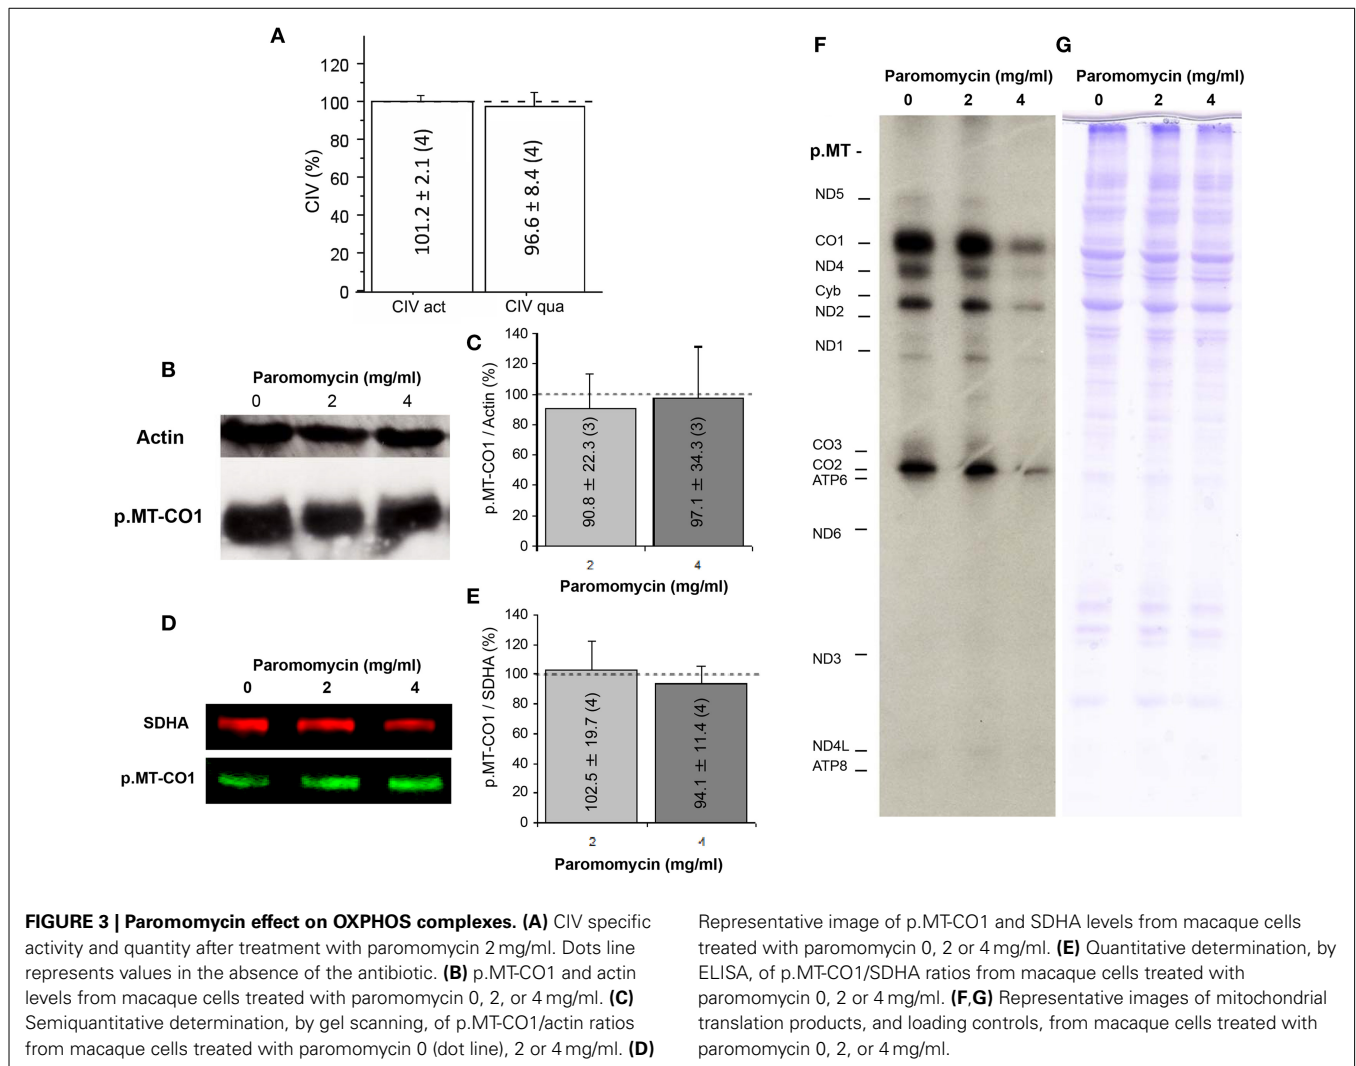 A
120
100
80
60
40
20
0
CIV (%)
101.2 ± 2.1 (4)
96.6 ± 8.4 (4)
CIV act
CIV qua
B
Paromomycin (mg/ml)
0 2 4
Actin
p.MT-CO1
C
140
120
100
80
60
40
20
0
p.MT-CO1 / Actin (%)
90.8 ± 22.3 (3)
97.1 ± 34.3 (3)
2 4
Paromomycin (mg/ml)
D
Paromomycin (mg/ml)
0 2 4
SDHA
p.MT-CO1
E
140
120
100
80
60
40
20
0
p.MT-CO1 / SDHA (%)
102.5 ± 19.7 (4)
94.1 ± 11.4 (4)
2 4
Paromomycin (mg/ml)
F
Paromomycin (mg/ml)
0 2 4
p.MT -
ND5
CO1
ND4
Cyb
ND2
ND1
CO3
CO2
ATP6
ND6
ND3
ND4L
ATP8
G
Paromomycin (mg/ml)
0 2 4
FIGURE 3 | Paromomycin effect on OXPHOS complexes. (A) CIV specific
activity and quantity after treatment with paromomycin 2 mg/ml. Dots line
represents values in the absence of the antibiotic. (B) p.MT-CO1 and actin
levels from macaque cells treated with paromomycin 0, 2, or 4 mg/ml. (C)
Semiquantitative determination, by gel scanning, of p.MT-CO1/actin ratios
from macaque cells treated with paromomycin 0 (dot line), 2 or 4 mg/ml. (D)
Representative image of p.MT-CO1 and SDHA levels from macaque cells
treated with paromomycin 0, 2 or 4 mg/ml. (E) Quantitative determination, by
ELISA, of p.MT-CO1/SDHA ratios from macaque cells treated with
paromomycin 0, 2 or 4 mg/ml. (F,G) Representative images of mitochondrial
translation products, and loading controls, from macaque cells treated with
paromomycin 0, 2, or 4 mg/ml.